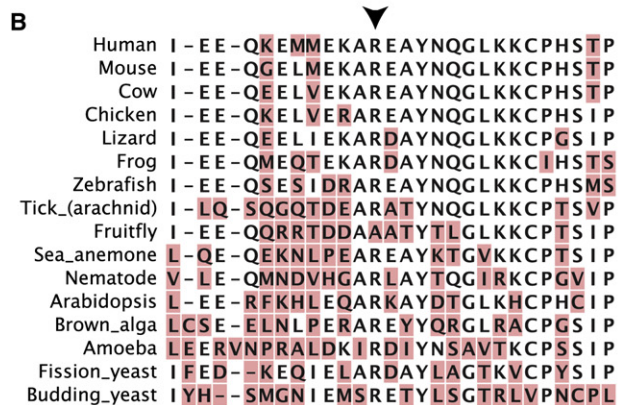 B
Human I-EE-QKEMMEKAREAYNQGLKKCPHSTP
Mouse I-EE-QGELMEKAREAYNQGLKKCPHSTP
Cow I-EE-QEELVEKAREAYNQGLKKCPHSTP
Chicken I-EE-QKELVERAREAYNQGLKKCPHSIP
Lizard I-EE-QEELIEKARDAYNQGLKKCPGSIP
Frog I-EE-QMEQTEKARDAYNQGLKKCIHSTS
Zebrafish I-EE-QSESIDRAREAYNQGLKKCPHSMS
Tick_(arachnid) I-LQ-SQGQTDEARATYNQGLKKCPTSVP
Fruitfly I-EE-QQRRTDDAAATYTLGLKKCPTSIP
Sea_anemone L-QE-QEKNLPEAREAYKTGVKKCPTSIP
Nematode V-LE-QMNDVHGARLAYTQGIRKCPGVIP
Arabidopsis L-EE-RFKHLEQARKAYDTGLKHCPHCIP
Brown_alga LCSE-ELNLPERAREYYQRGLRACPGSIP
Amoeba LEERVNPRALDKIRDIYNSAVTKCPSYIP
Fission_yeast IFED--KEQIELARDAYLAGTKVCPYSIP
Budding_yeast IYH--SMGNIEMSRETYLSGTRLVPNCPL